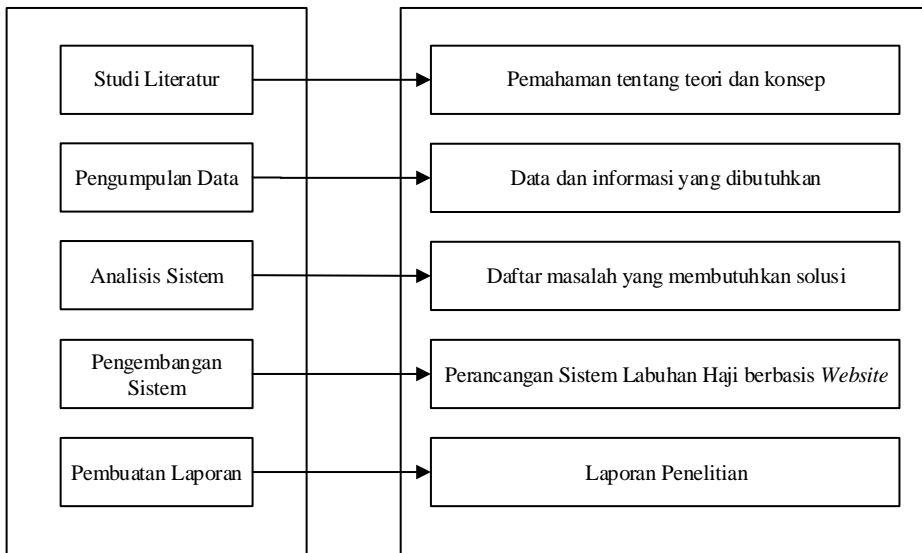 Studi Literatur
Pemahaman tentang teori dan konsep
Pengumpulan Data
Data dan informasi yang dibutuhkan
Analisis Sistem
Daftar masalah yang membutuhkan solusi
Pengembangan
Sistem
Perancangan Sistem Labuhan Haji berbasis Website
Pembuatan Laporan
Laporan Penelitian